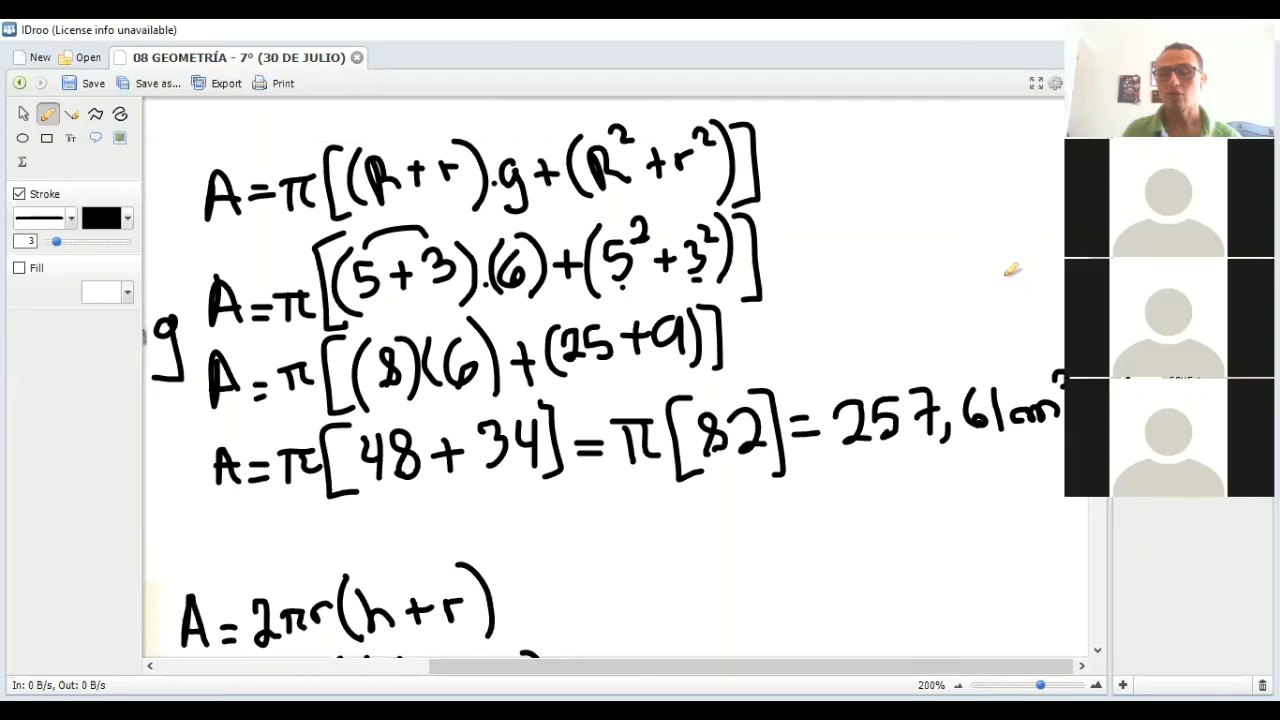 IDroo (License info unavailable)
New Open 08 GEOMETRÍA - 7º (30 DE JULIO)
Save Save as... Export Print
Stroke
3
Fill
A = π[(R+r).g+(R²+r²)]
A = π[(5+3).(6)+(5²+3²)]
g
A = π[(8)(6)+(25+9)]
A = π[48+34] = π[82] = 257,61cm²
A = 2πr(h+r)
In: 0 B/s, Out: 0 B/s
200%